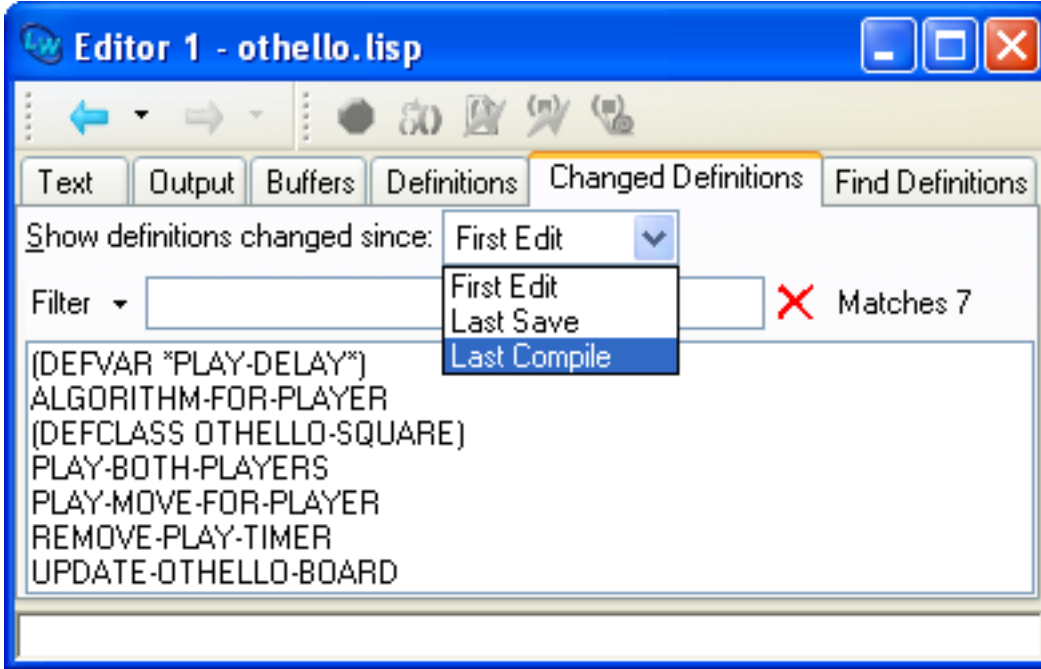 LW Editor 1 - othello.lisp
Text Output Buffers Definitions Changed Definitions Find Definitions
Show definitions changed since: First Edit
First Edit
Last Save
Last Compile
Filter Matches 7
(DEFVAR *PLAY-DELAY*)
ALGORITHM-FOR-PLAYER
(DEFCLASS OTHELLO-SQUARE)
PLAY-BOTH-PLAYERS
PLAY-MOVE-FOR-PLAYER
REMOVE-PLAY-TIMER
UPDATE-OTHELLO-BOARD